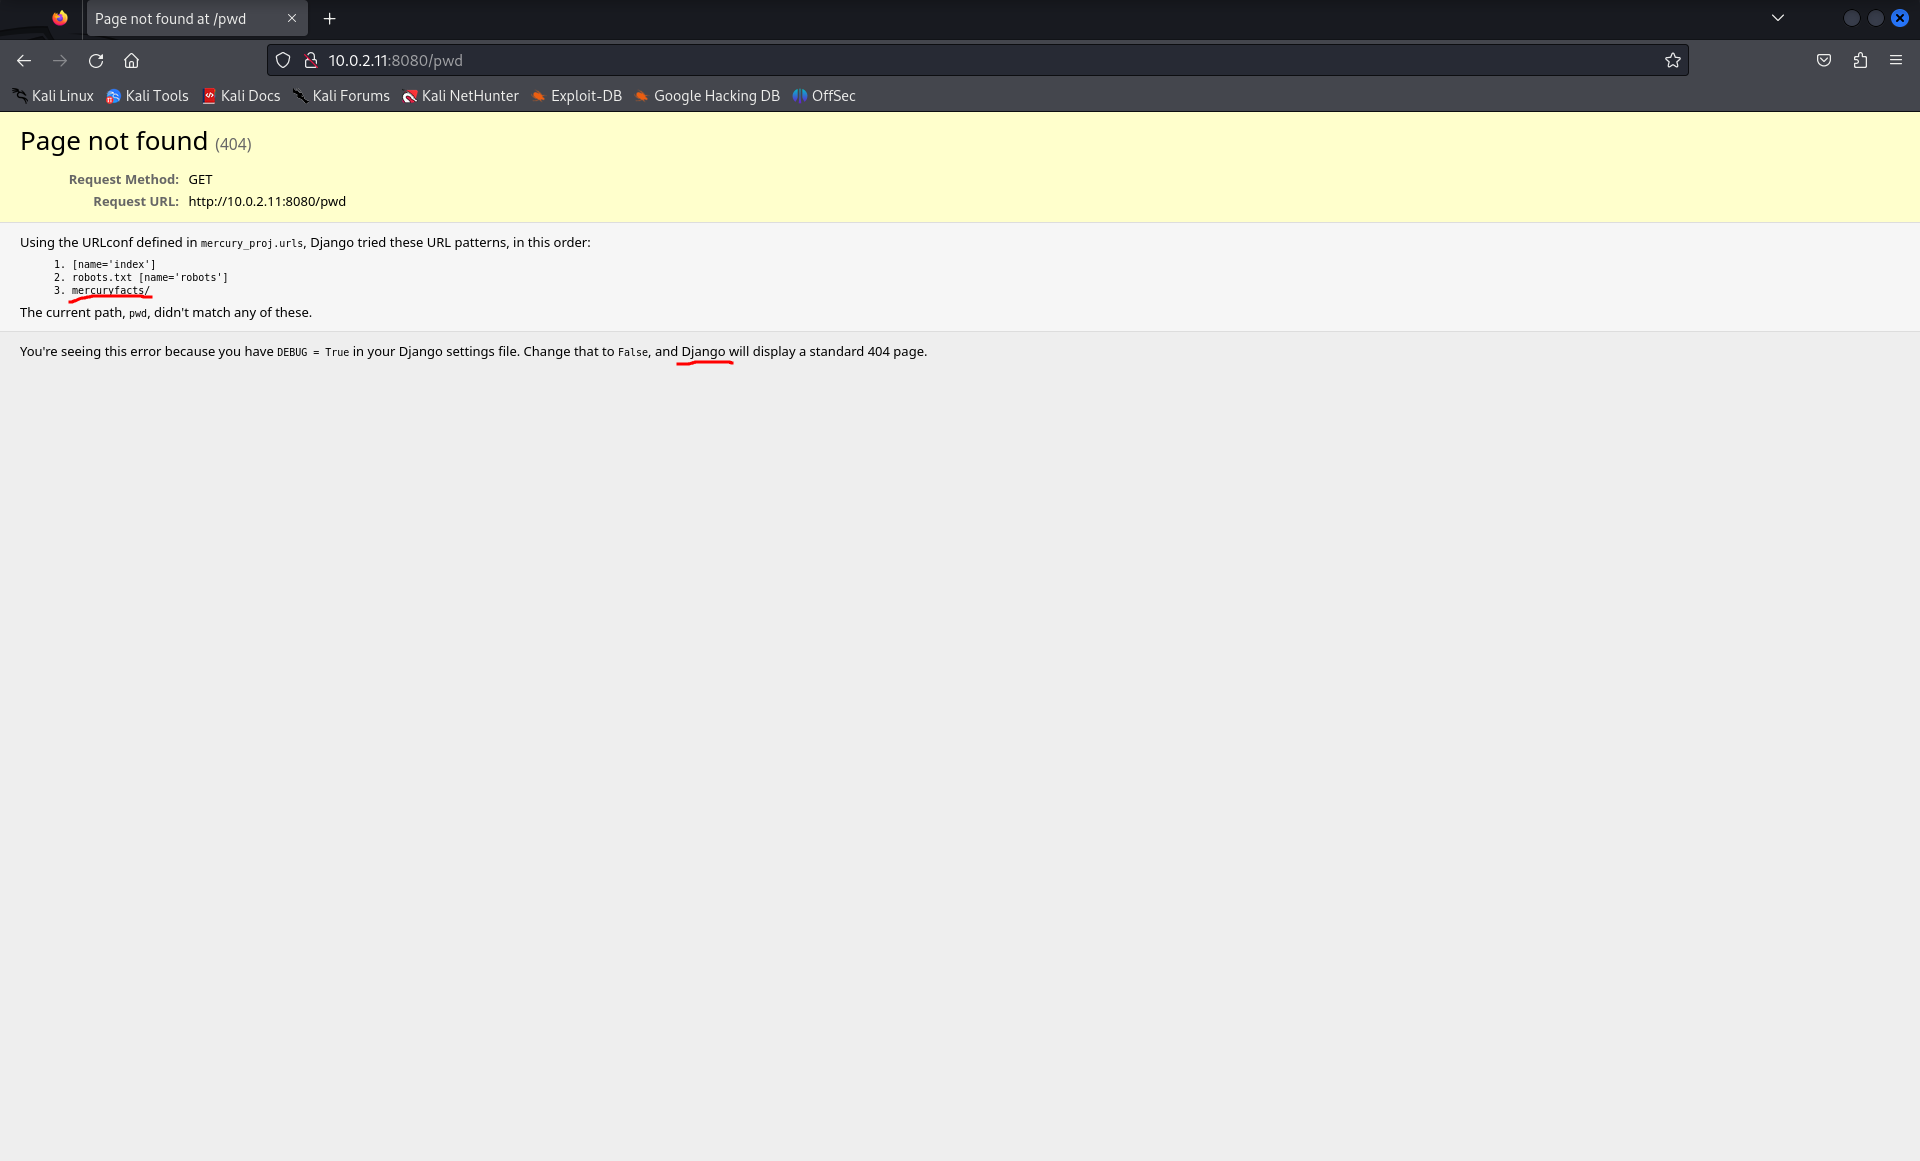 Page not found at /pwd
10.0.2.11:8080/pwd
Kali Linux Kali Tools Kali Docs Kali Forums Kali NetHunter Exploit-DB Google Hacking DB OffSec
Page not found (404)
Request Method: GET
Request URL: http://10.0.2.11:8080/pwd
Using the URLconf defined in mercury_proj.urls, Django tried these URL patterns, in this order:
1. [name='index']
2. robots.txt [name='robots']
3. mercuryfacts/
The current path, pwd, didn't match any of these.
You're seeing this error because you have DEBUG = True in your Django settings file. Change that to False, and Django will display a standard 404 page.